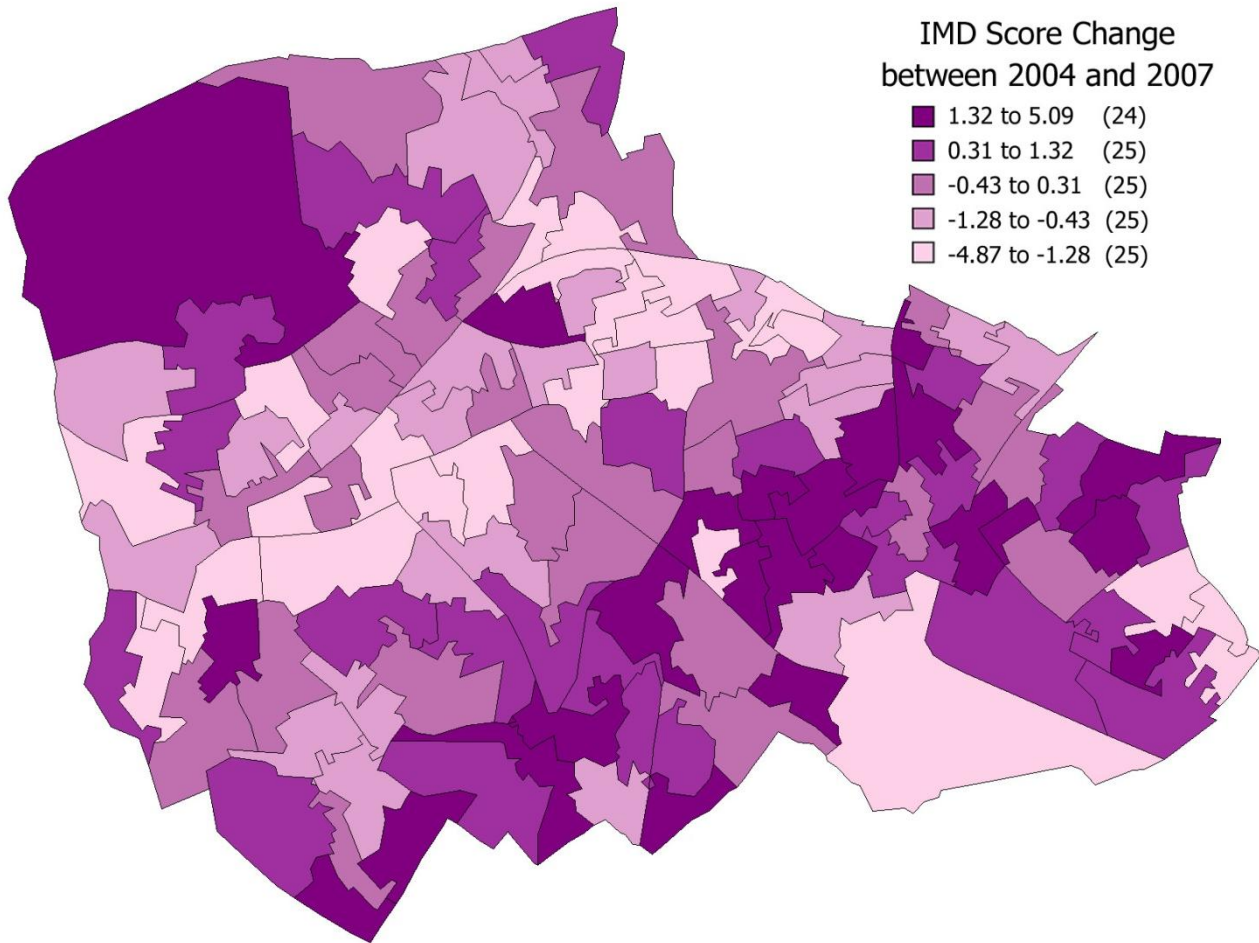 IMD Score Change
between 2004 and 2007
1.32 to 5.09 (24)
0.31 to 1.32 (25)
-0.43 to 0.31 (25)
-1.28 to -0.43 (25)
-4.87 to -1.28 (25)